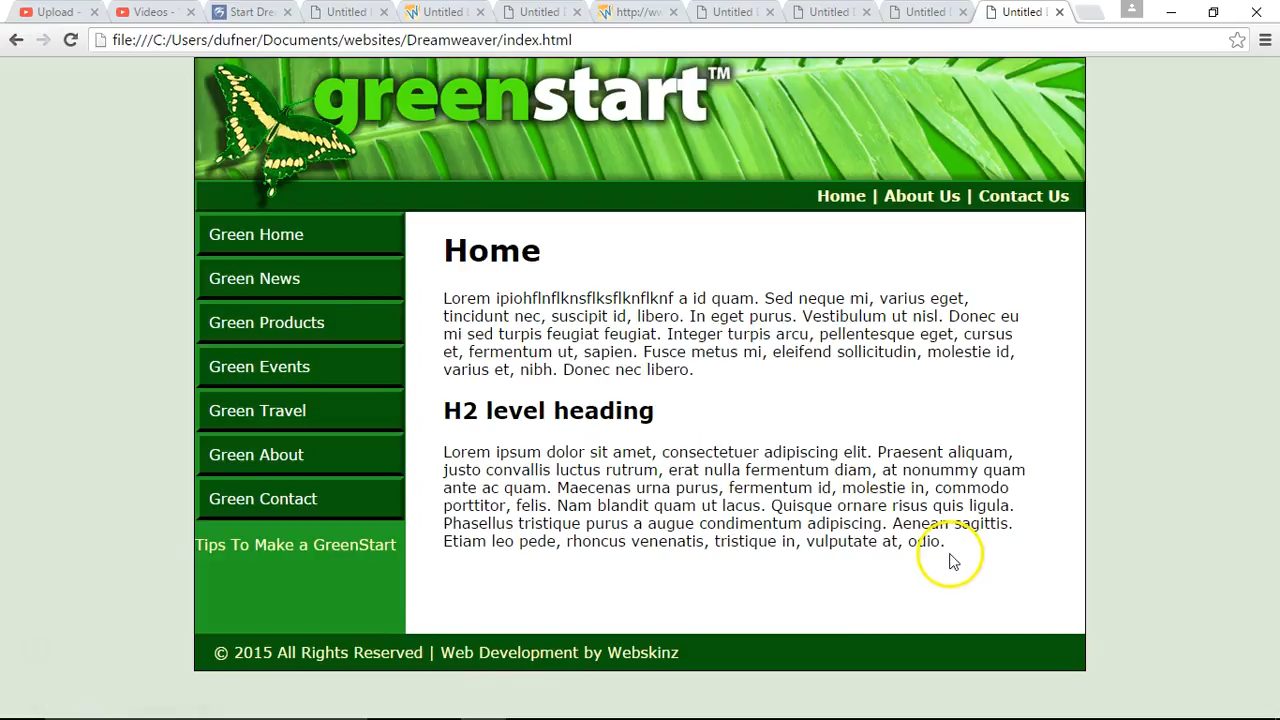 Upload -
Videos -
Start Dre
Untitled
Untitled
Untitled
http://ww
Untitled
Untitled
Untitled
Untitled
file:///C:/Users/dufner/Documents/websites/Dreamweaver/index.html
greenstart™
Home | About Us | Contact Us
Green Home
Green News
Green Products
Green Events
Green Travel
Green About
Green Contact
Tips To Make a GreenStart
Home
Lorem ipiohflnflknsflksflknflknf a id quam. Sed neque mi, varius eget,
tincidunt nec, suscipit id, libero. In eget purus. Vestibulum ut nisl. Donec eu
mi sed turpis feugiat feugiat. Integer turpis arcu, pellentesque eget, cursus
et, fermentum ut, sapien. Fusce metus mi, eleifend sollicitudin, molestie id,
varius et, nibh. Donec nec libero.
H2 level heading
Lorem ipsum dolor sit amet, consectetuer adipiscing elit. Praesent aliquam,
justo convallis luctus rutrum, erat nulla fermentum diam, at nonummy quam
ante ac quam. Maecenas urna purus, fermentum id, molestie in, commodo
porttitor, felis. Nam blandit quam ut lacus. Quisque ornare risus quis ligula.
Phasellus tristique purus a augue condimentum adipiscing. Aenean sagittis.
Etiam leo pede, rhoncus venenatis, tristique in, vulputate at, odio.
© 2015 All Rights Reserved | Web Development by Webskinz